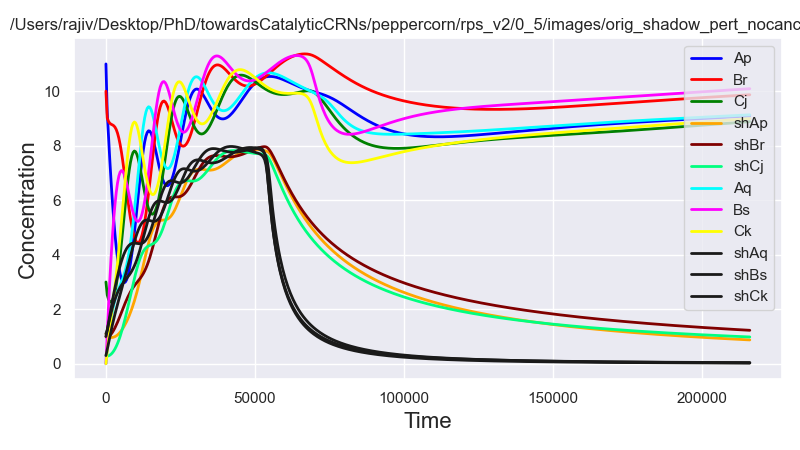 /Users/rajiv/Desktop/PhD/towardsCatalyticCRNs/peppercorn/rps_v2/0_5/images/orig_shadow_pert_nocanc
Concentration
10
8
6
4
2
0
Ap
Br
Cj
shAp
shBr
shCj
Aq
Bs
Ck
shAq
shBs
shCk
0 50000 100000 150000 200000
Time